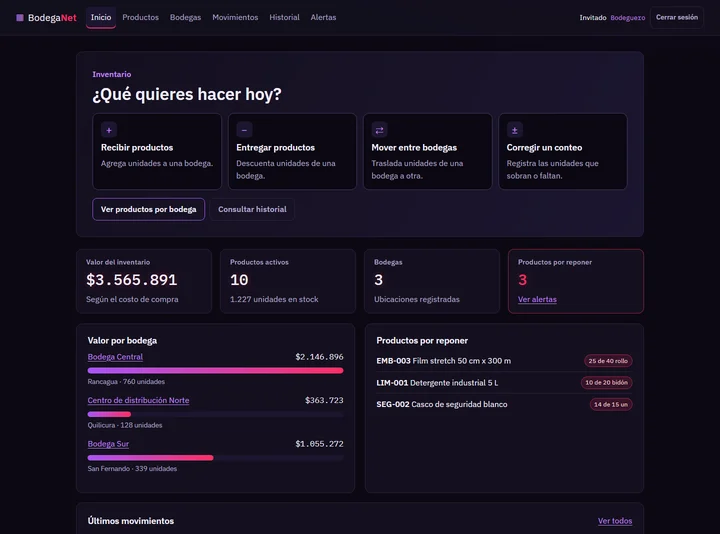 BodegaNet Inicio Productos Bodegas Movimientos Historial Alertas Invitado Bodeguero Cerrar sesión
Inventario
¿Qué quieres hacer hoy?
+
Recibir productos
Agrega unidades a una bodega.
−
Entregar productos
Descuenta unidades de una
bodega.
⇄
Mover entre bodegas
Traslada unidades de una
bodega a otra.
±
Corregir un conteo
Registra las unidades que
sobran o faltan.
Ver productos por bodega Consultar historial
Valor del inventario
$3.565.891
Según el costo de compra
Productos activos
10
1.227 unidades en stock
Bodegas
3
Ubicaciones registradas
Productos por reponer
3
Ver alertas
Valor por bodega
Bodega Central $2.146.896
Rancagua · 760 unidades
Centro de distribución Norte $363.723
Quilicura · 128 unidades
Bodega Sur $1.055.272
San Fernando · 339 unidades
Productos por reponer
EMB-003 Film stretch 50 cm x 300 m 25 de 40 rollo
LIM-001 Detergente industrial 5 L 10 de 20 bidón
SEG-002 Casco de seguridad blanco 14 de 15 un
Últimos movimientos Ver todos